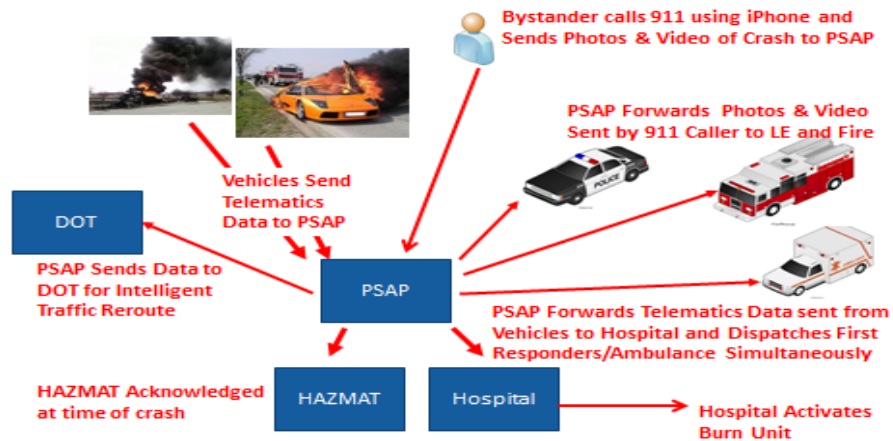 Bystander calls 911 using iPhone and
Sends Photos & Video of Crash to PSAP
PSAP Forwards Photos & Video
Sent by 911 Caller to LE and Fire
POLICE
Vehicles Send
Telematics
Data to PSAP
DOT
PSAP Sends Data to
DOT for Intelligent
Traffic Reroute
PSAP
PSAP Forwards Telematics Data sent from
Vehicles to Hospital and Dispatches First
Responders/Ambulance Simultaneously
HAZMAT Acknowledged
at time of crash
HAZMAT
Hospital
Hospital Activates
Burn Unit